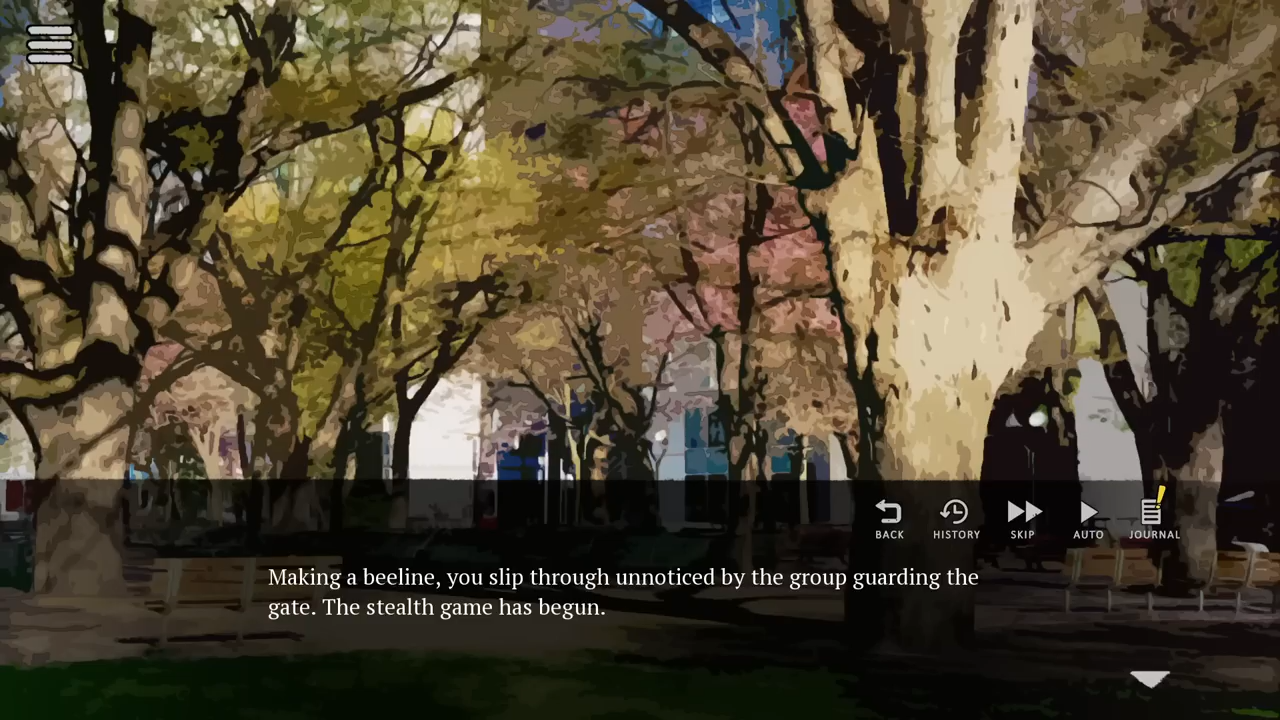 BACK
HISTORY
SKIP
AUTO
JOURNAL
Making a beeline, you slip through unnoticed by the group guarding the
gate. The stealth game has begun.